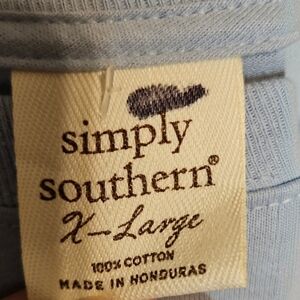 simply
southern®
X-Large
100% COTTON
MADE IN HONDURAS